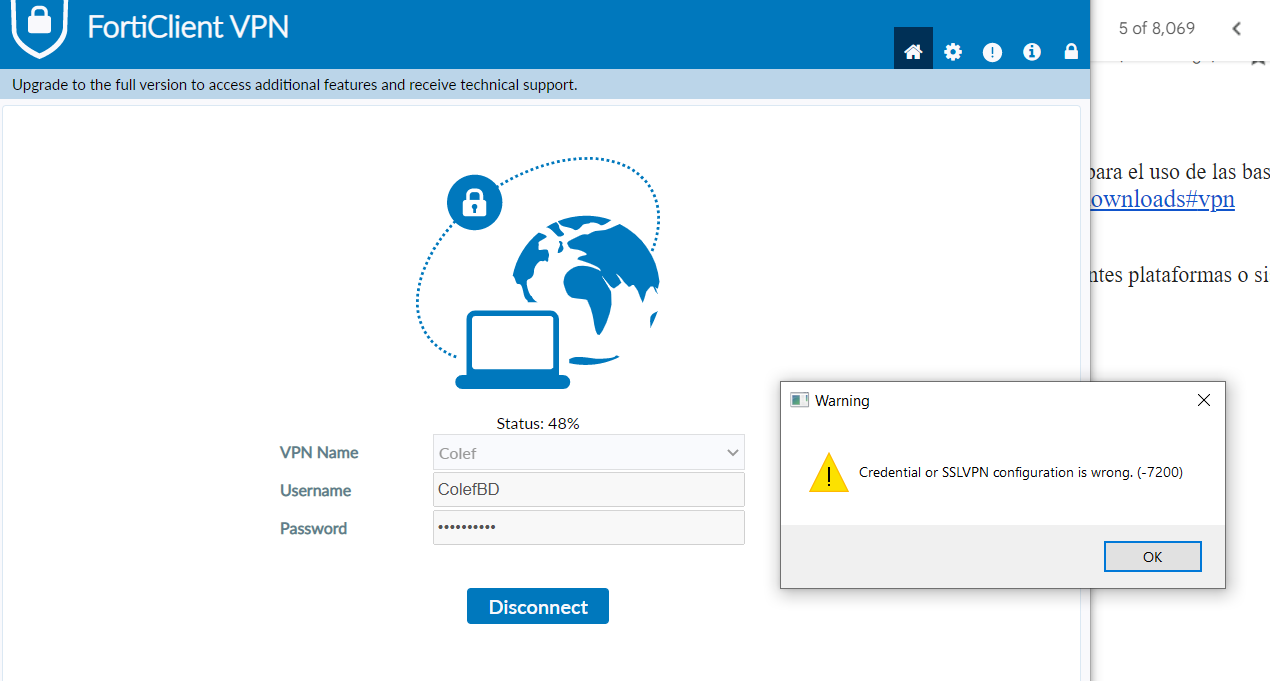 FortiClient VPN
5 of 8,069
Upgrade to the full version to access additional features and receive technical support.
para el uso de las bas
ownloads#vpn
ntes plataformas o si
Status: 48%
VPN Name
Colef
Username
ColefBD
Password
••••••••••
Disconnect
Warning
Credential or SSLVPN configuration is wrong. (-7200)
OK